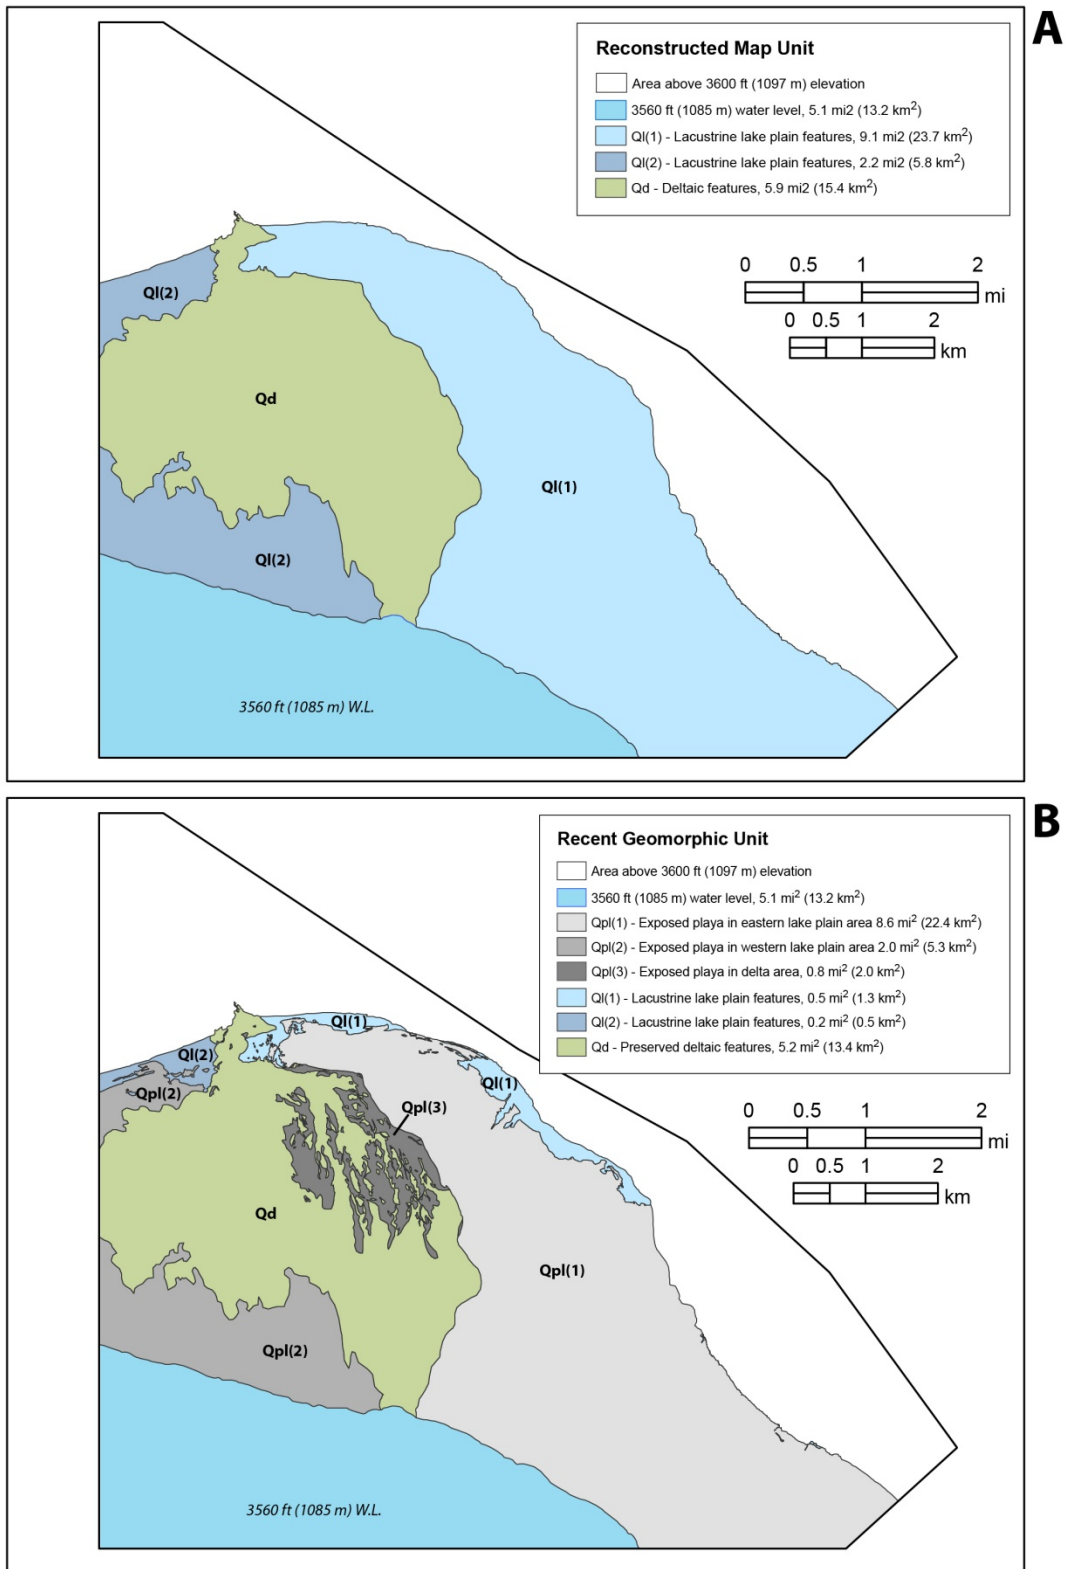 A
Reconstructed Map Unit
Area above 3600 ft (1097 m) elevation
3560 ft (1085 m) water level, 5.1 mi2 (13.2 km²)
Ql(1) - Lacustrine lake plain features, 9.1 mi2 (23.7 km²)
Ql(2) - Lacustrine lake plain features, 2.2 mi2 (5.8 km²)
Qd - Deltaic features, 5.9 mi2 (15.4 km²)
0 0.5 1 2
mi
0 0.5 1 2
km
Ql(2)
Qd
Ql(1)
Ql(2)
3560 ft (1085 m) W.L.
B
Recent Geomorphic Unit
Area above 3600 ft (1097 m) elevation
3560 ft (1085 m) water level, 5.1 mi² (13.2 km²)
Qpl(1) - Exposed playa in eastern lake plain area 8.6 mi² (22.4 km²)
Qpl(2) - Exposed playa in western lake plain area 2.0 mi² (5.3 km²)
Qpl(3) - Exposed playa in delta area, 0.8 mi² (2.0 km²)
Ql(1) - Lacustrine lake plain features, 0.5 mi² (1.3 km²)
Ql(2) - Lacustrine lake plain features, 0.2 mi² (0.5 km²)
Qd - Preserved deltaic features, 5.2 mi² (13.4 km²)
0 0.5 1 2
mi
0 0.5 1 2
km
Ql(1)
Ql(2)
Ql(1)
Qpl(2)
Qpl(3)
Qd
Qpl(1)
Qpl(2)
3560 ft (1085 m) W.L.